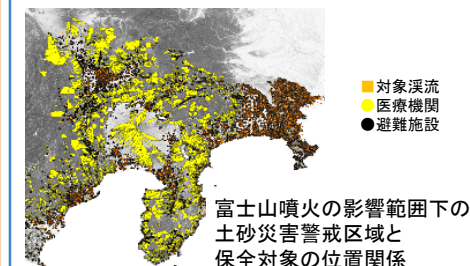 ■対象渓流
●医療機関
●避難施設
富士山噴火の影響範囲下の
土砂災害警戒区域と
保全対象の位置関係